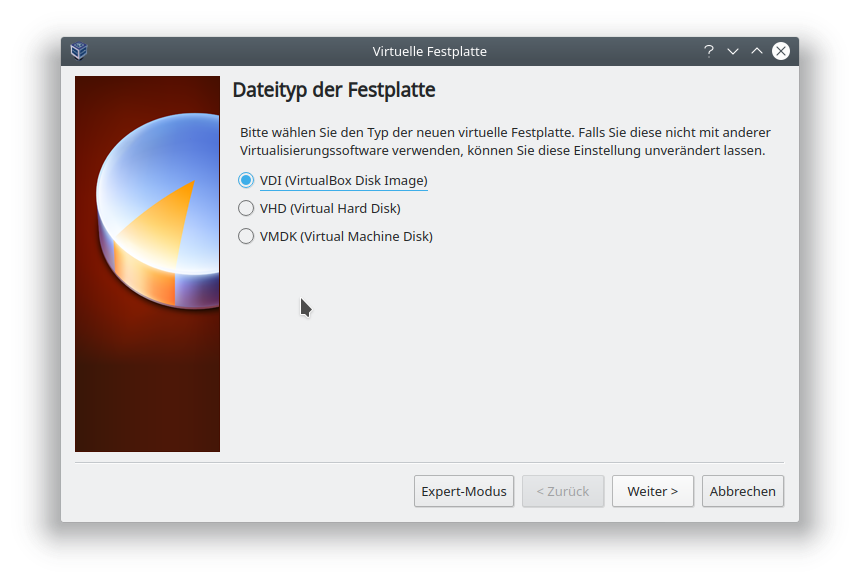 Virtuelle Festplatte
Dateityp der Festplatte
Bitte wählen Sie den Typ der neuen virtuelle Festplatte. Falls Sie diese nicht mit anderer
Virtualisierungssoftware verwenden, können Sie diese Einstellung unverändert lassen.
VDI (VirtualBox Disk Image)
VHD (Virtual Hard Disk)
VMDK (Virtual Machine Disk)
Expert-Modus
< Zurück
Weiter >
Abbrechen